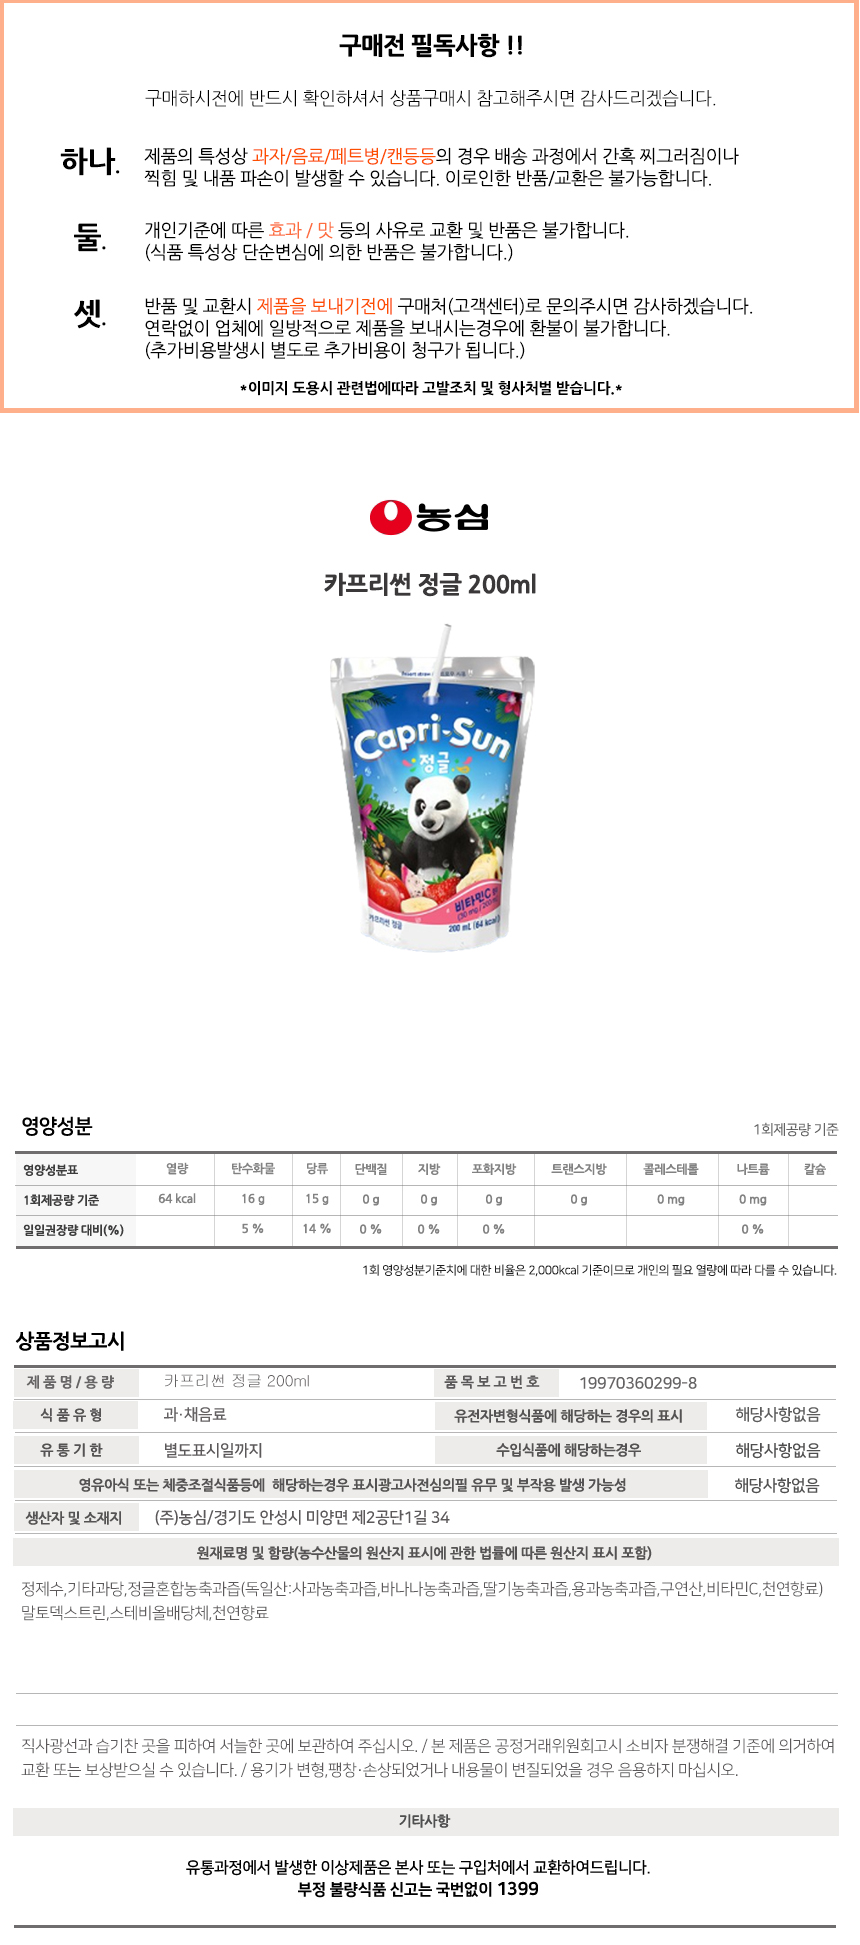 구매전 필독사항 !!
구매하시전에 반드시 확인하셔서 상품구매시 참고해주시면 감사드리겠습니다.
하나.
제품의 특성상 과자/음료/페트병/캔등등의 경우 배송 과정에서 간혹 찌그러짐이나
찍힘 및 내품 파손이 발생할 수 있습니다. 이로인한 반품/교환은 불가능합니다.
둘.
개인기준에 따른 효과 / 맛 등의 사유로 교환 및 반품은 불가합니다.
(식품 특성상 단순변심에 의한 반품은 불가합니다.)
셋.
반품 및 교환시 제품을 보내기전에 구매처(고객센터)로 문의주시면 감사하겠습니다.
연락없이 업체에 일방적으로 제품을 보내시는경우에 환불이 불가합니다.
(추가비용발생시 별도로 추가비용이 청구가 됩니다.)
*이미지 도용시 관련법에따라 고발조치 및 형사처벌 받습니다.*
농심
카프리썬 정글 200ml
Capri-Sun
정글
비타민C
카프리썬 정글
200 mL (64 kcal)
영양성분
1회제공량 기준
영양성분표 열량 탄수화물 당류 단백질 지방 포화지방 트랜스지방 콜레스테롤 나트륨 칼슘
1회제공량 기준 64 kcal 16 g 15 g 0 g 0 g 0 g 0 g 0 mg 0 mg
일일권장량 대비(%) 5 % 14 % 0 % 0 % 0 % 0 %
1회 영양성분기준치에 대한 비율은 2,000kcal 기준이므로 개인의 필요 열량에 따라 다를 수 있습니다.
상품정보고시
제 품 명 / 용 량 카프리썬 정글 200ml 품 목 보 고 번 호 19970360299-8
식 품 유 형 과·채음료 유전자변형식품에 해당하는 경우의 표시 해당사항없음
유 통 기 한 별도표시일까지 수입식품에 해당하는경우 해당사항없음
영유아식 또는 체중조절식품등에 해당하는경우 표시광고사전심의필 유무 및 부작용 발생 가능성 해당사항없음
생산자 및 소재지 (주)농심/경기도 안성시 미양면 제2공단1길 34
원재료명 및 함량(농수산물의 원산지 표시에 관한 법률에 따른 원산지 표시 포함)
정제수,기타과당,정글혼합농축과즙(독일산:사과농축과즙,바나나농축과즙,딸기농축과즙,용과농축과즙,구연산,비타민C,천연향료)
말토덱스트린,스테비올배당체,천연향료
직사광선과 습기찬 곳을 피하여 서늘한 곳에 보관하여 주십시오. / 본 제품은 공정거래위원회고시 소비자 분쟁해결 기준에 의거하여
교환 또는 보상받으실 수 있습니다. / 용기가 변형,팽창·손상되었거나 내용물이 변질되었을 경우 음용하지 마십시오.
기타사항
유통과정에서 발생한 이상제품은 본사 또는 구입처에서 교환하여드립니다.
부정 불량식품 신고는 국번없이 1399